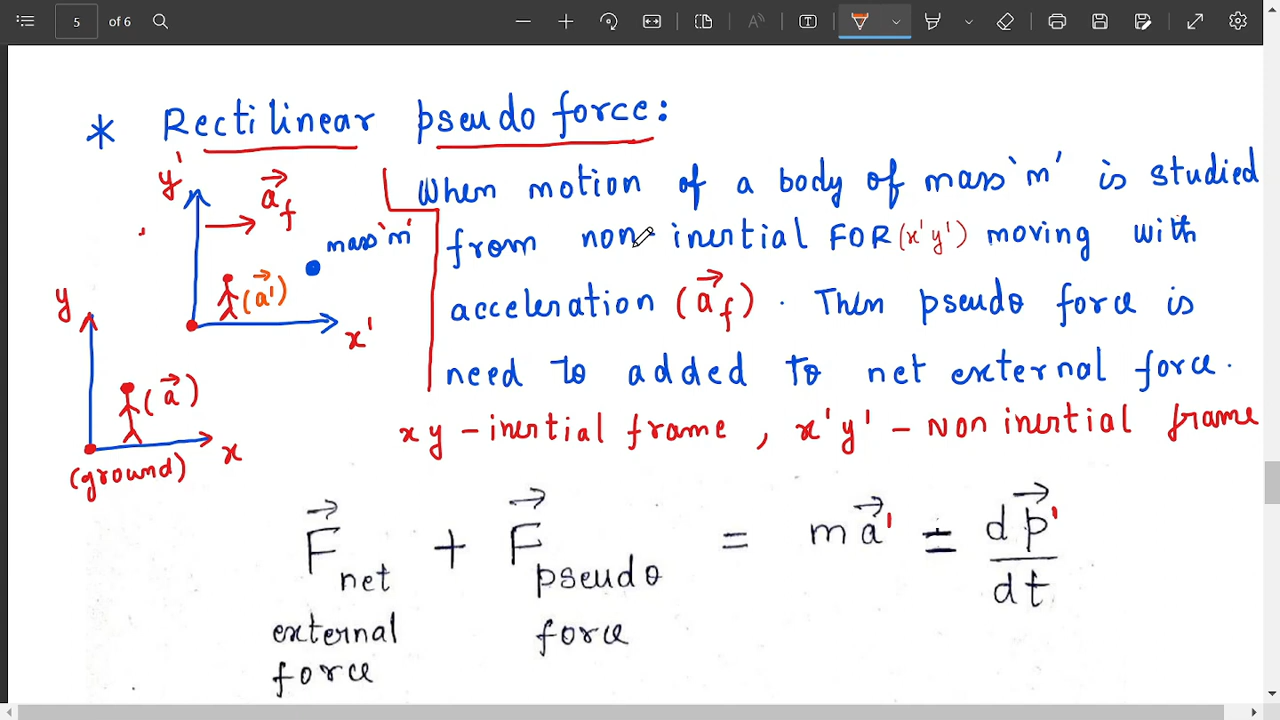 5 of 6
* Rectilinear pseudo force:
When motion of a body of mass 'm' is studied
from non inertial FOR (x'y') moving with
acceleration (a⃗f). Then pseudo force is
need to added to net external force.
xy - inertial frame , x'y' - Non inertial frame
y'
a⃗f
mass 'm'
(a⃗')
x'
y
(a⃗)
x
(ground)
F⃗net + F⃗pseudo = ma⃗' = dp⃗'/dt
external force
force